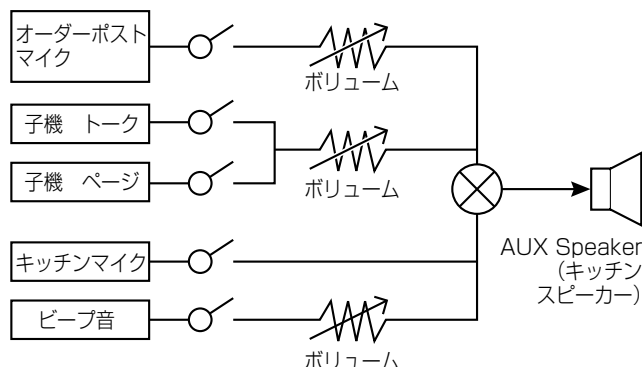 オーダーポスト
マイク
ボリューム
子機 トーク
子機 ページ
ボリューム
キッチンマイク
AUX Speaker
(キッチン
スピーカー)
ビープ音
ボリューム